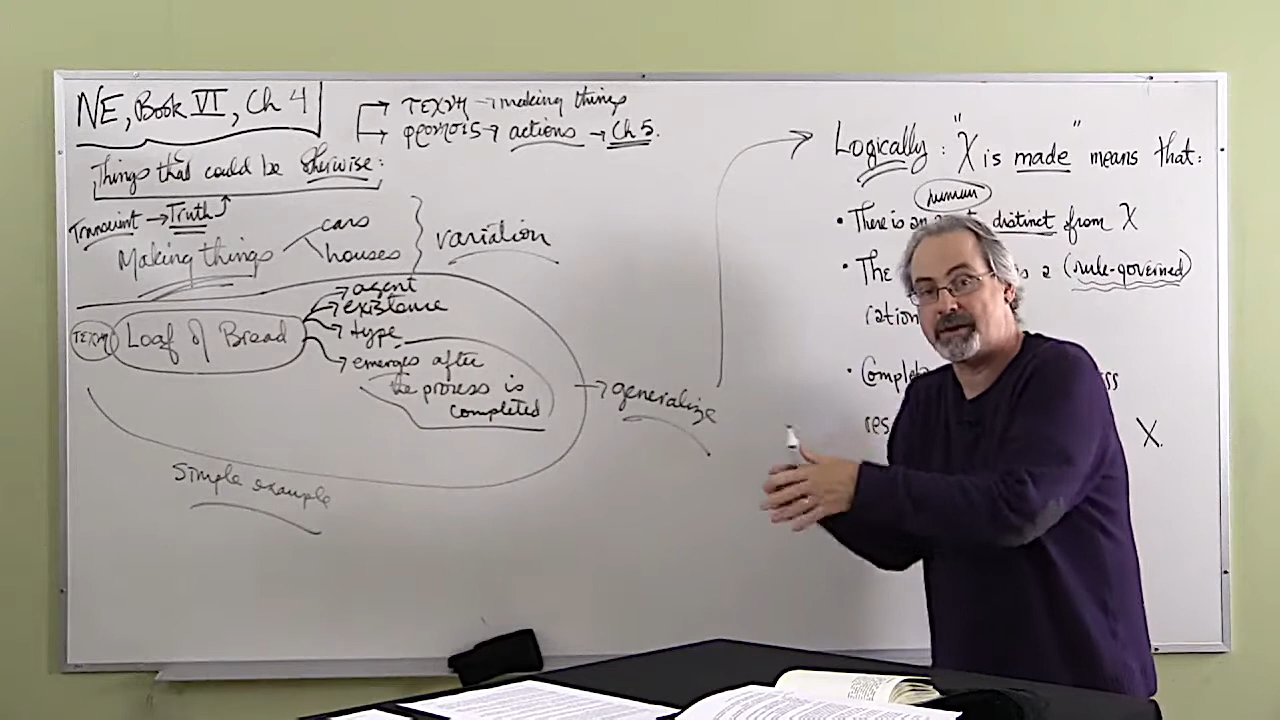 NE, Book VI, Ch 4
τεχνη → making things
φρονησις → actions → Ch 5.
Things that could be otherwise:
Transient → Truth
Making things
cars
houses
variation
τεχνη
Loaf of Bread
→ agent
→ existence
→ type
→ emerges after
the process is
completed
simple example
→ generalize
Logically: "X is made" means that:
human
• There is an distinct from X
• The is a (rule-governed)
• 
X.